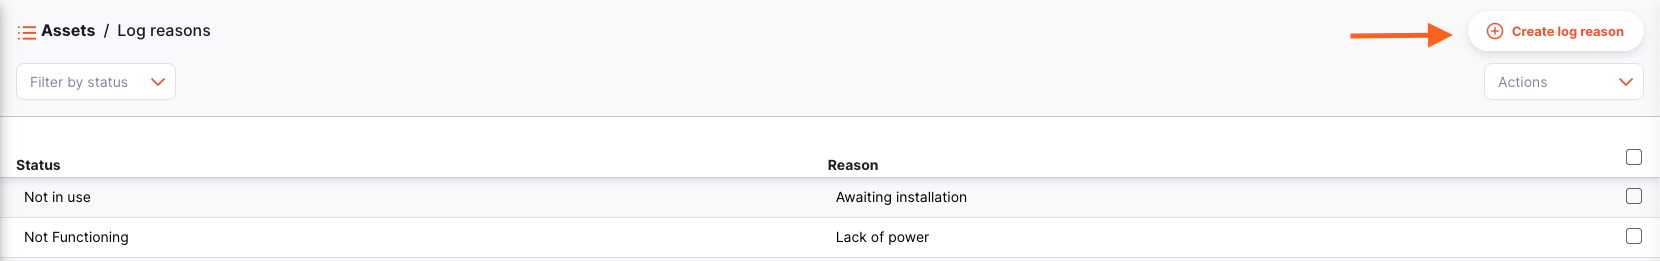 Assets / Log reasons
Create log reason
Filter by status
Actions
Status Reason
Not in use Awaiting installation
Not Functioning Lack of power